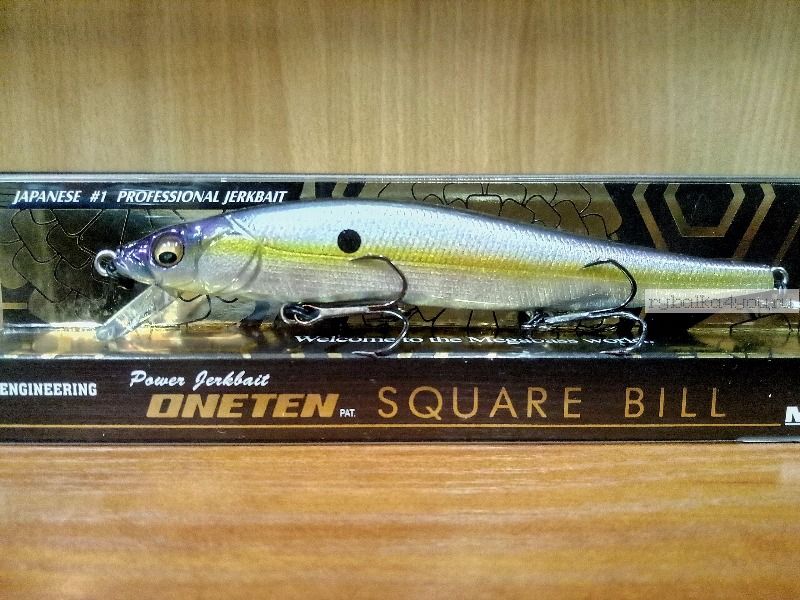 JAPANESE #1 PROFESSIONAL JERKBAIT
rybalka4you.ru
Welcome to the Megabass world..
ENGINEERING
Power Jerkbait
ONETEN PAT. SQUARE BILL